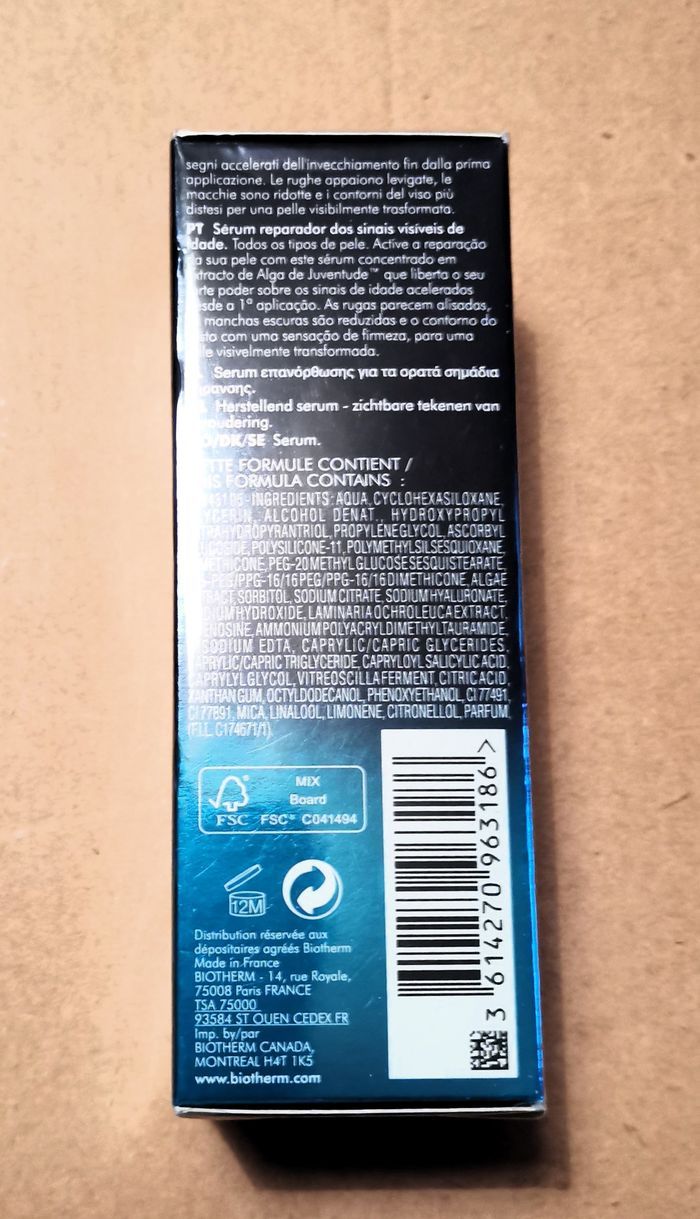 segni accelerati dell'invecchiamento fin dalla prima
applicazione. Le rughe appaiono levigate, le
macchie sono ridotte e i contorni del viso più
distesi per una pelle visibilmente trasformata.
PT Sérum reparador dos sinais visíveis de
idade. Todos os tipos de pele. Active a reparação
sua pele com este sérum concentrado em
Extracto de Alga de Juventude™ que liberta o seu
forte poder sobre os sinais de idade acelerados
desde a 1ª aplicação. As rugas parecem alisadas,
manchas escuras são reduzidas e o contorno do
com uma sensação de firmeza, para uma
visivelmente transformada.
Serum επανόρθωσης για τα ορατά σημάδια
Herstellend serum - zichtbare tekenen van
/DK/SE Serum.
FORMULE CONTIENT /
FORMULA CONTAINS :
INGREDIENTS: AQUA, CYCLOHEXASILOXANE,
GLYCERIN, ALCOHOL DENAT., HYDROXYPROPYL
TETRAHYDROPYRANTRIOL, PROPYLENE GLYCOL, ASCORBYL
GLUCOSIDE, POLYSILICONE-11, POLYMETHYLSILSESQUIOXANE,
DIMETHICONE, PEG-20 METHYL GLUCOSE SESQUISTEARATE,
PEG/PPG-16/16 PEG/PPG-16/16 DIMETHICONE, ALGAE
EXTRACT, SORBITOL, SODIUM CITRATE, SODIUM HYALURONATE,
SODIUM HYDROXIDE, LAMINARIA OCHROLEUCA EXTRACT,
ADENOSINE, AMMONIUM POLYACRYLDIMETHYLTAURAMIDE,
DISODIUM EDTA, CAPRYLIC/CAPRIC GLYCERIDES,
CAPRYLIC/CAPRIC TRIGLYCERIDE, CAPRYLOYL SALICYLIC ACID,
CAPRYLYL GLYCOL, VITREOSCILLA FERMENT, CITRIC ACID,
XANTHAN GUM, OCTYLDODECANOL, PHENOXYETHANOL, CI 77491,
CI 77891, MICA, LINALOOL, LIMONENE, CITRONELLOL, PARFUM
(F.I.L. C174671/1).
MIX
Board
FSC FSC® C041494
12M
Distribution réservée aux
dépositaires agréés Biotherm
Made in France
BIOTHERM - 14, rue Royale,
75008 Paris FRANCE
TSA 75000
93584 ST OUEN CEDEX FR
Imp. by/par
BIOTHERM CANADA,
MONTREAL H4T 1K5
www.biotherm.com
3 614270 963186 >